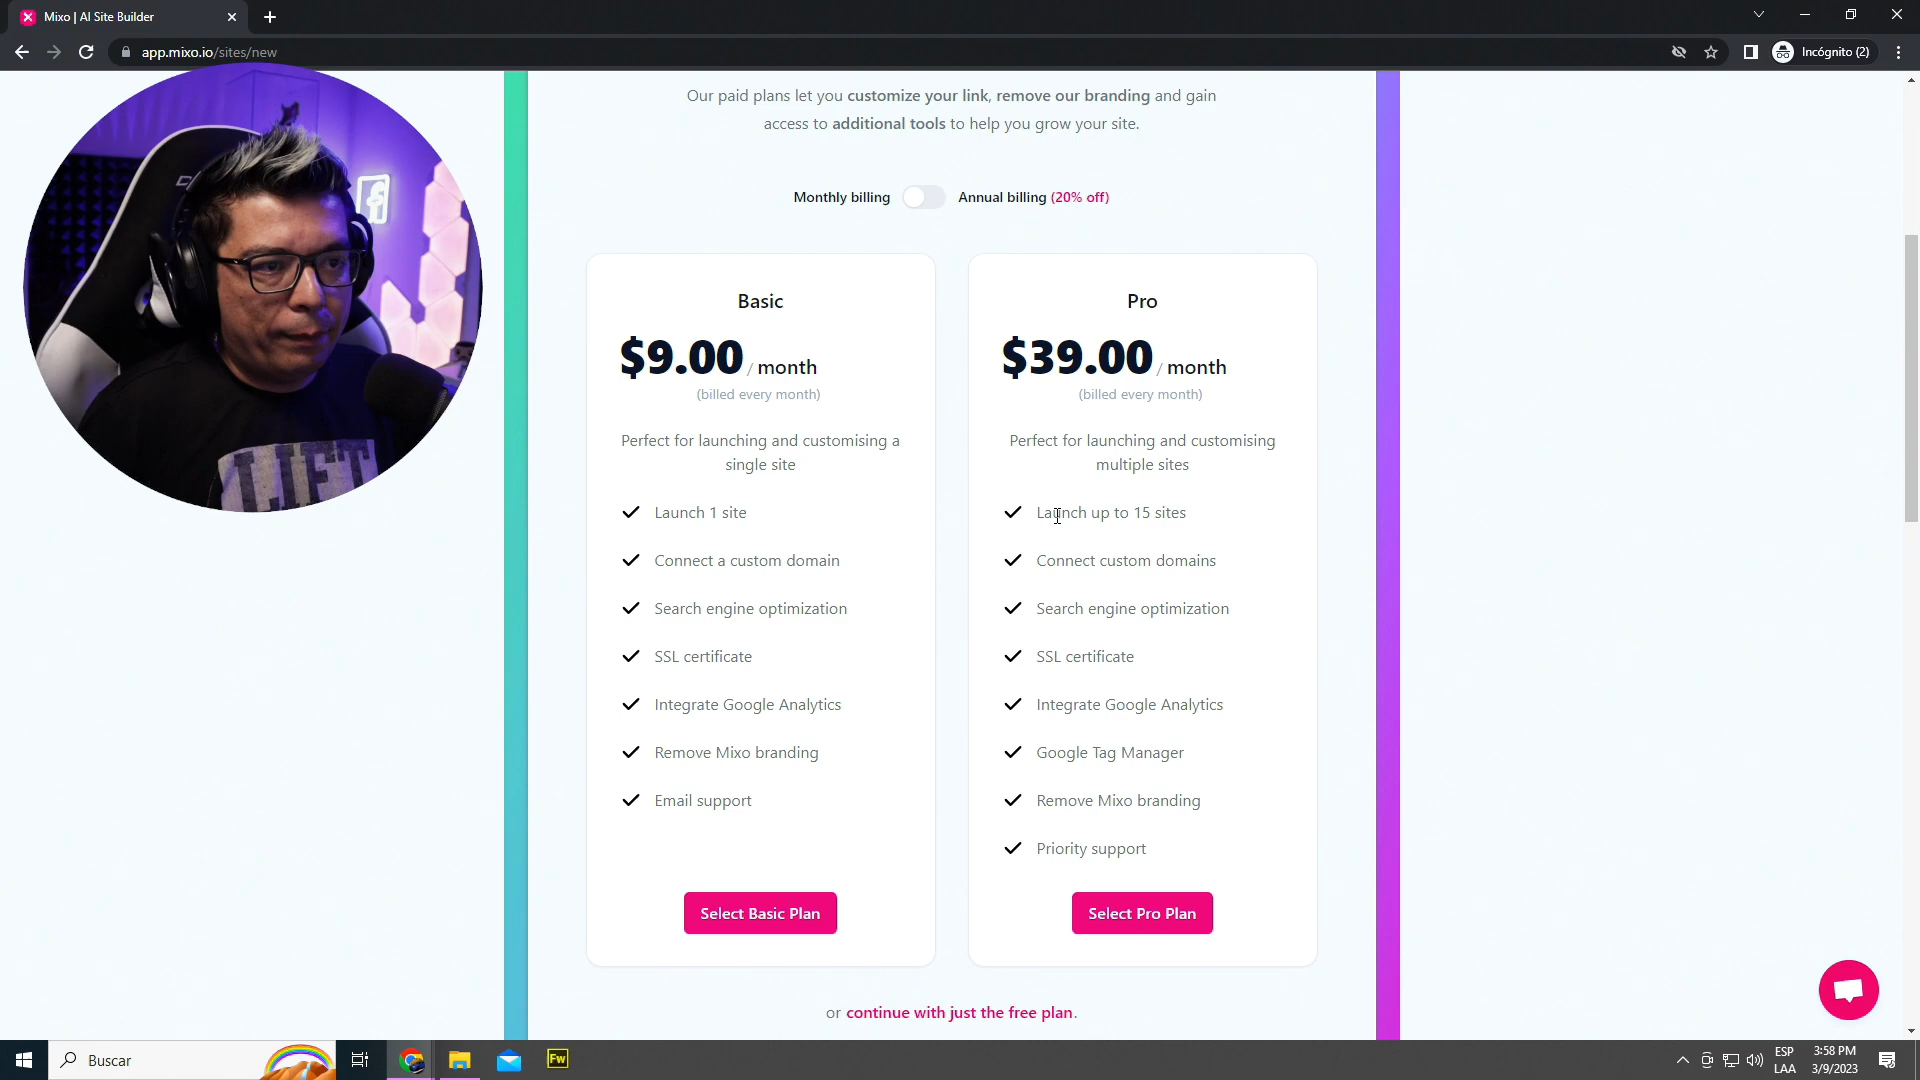 Mixo | AI Site Builder
app.mixo.io/sites/new
Incógnito (2)
Our paid plans let you customize your link, remove our branding and gain
access to additional tools to help you grow your site.
Monthly billing
Annual billing (20% off)
Basic
$9.00 / month
(billed every month)
Perfect for launching and customising a
single site
Launch 1 site
Connect a custom domain
Search engine optimization
SSL certificate
Integrate Google Analytics
Remove Mixo branding
Email support
Select Basic Plan
Pro
$39.00 / month
(billed every month)
Perfect for launching and customising
multiple sites
Launch up to 15 sites
Connect custom domains
Search engine optimization
SSL certificate
Integrate Google Analytics
Google Tag Manager
Remove Mixo branding
Priority support
Select Pro Plan
or continue with just the free plan.
LIFT
Buscar
Fw
ESP
LAA
3:58 PM
3/9/2023